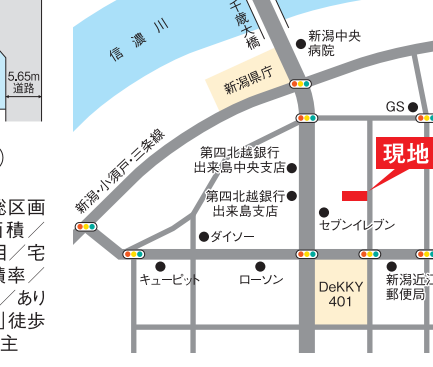 5.65m
道路
総区画
面積／
目／宅
積率／
／あり
］徒歩
主
信濃川
千歳大橋
新潟中央
病院
新潟県庁
GS
新潟・小須戸・三条線
第四北越銀行
出来島中央支店
現地
第四北越銀行
出来島支店
セブンイレブン
ダイソー
キューピット
ローソン
DeKKY
401
新潟近江
郵便局